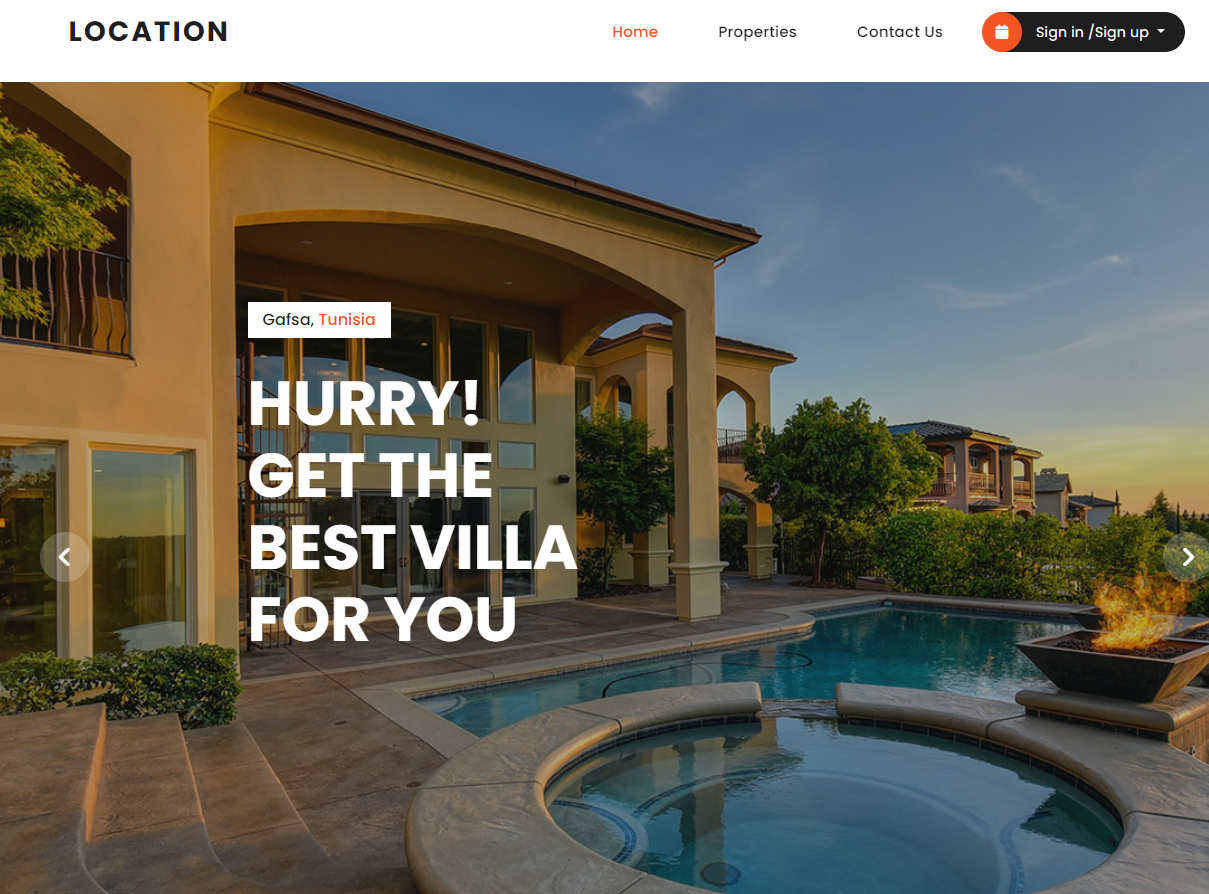 LOCATION
Home
Properties
Contact Us
Sign in /Sign up
Gafsa, Tunisia
HURRY!
GET THE
BEST VILLA
FOR YOU